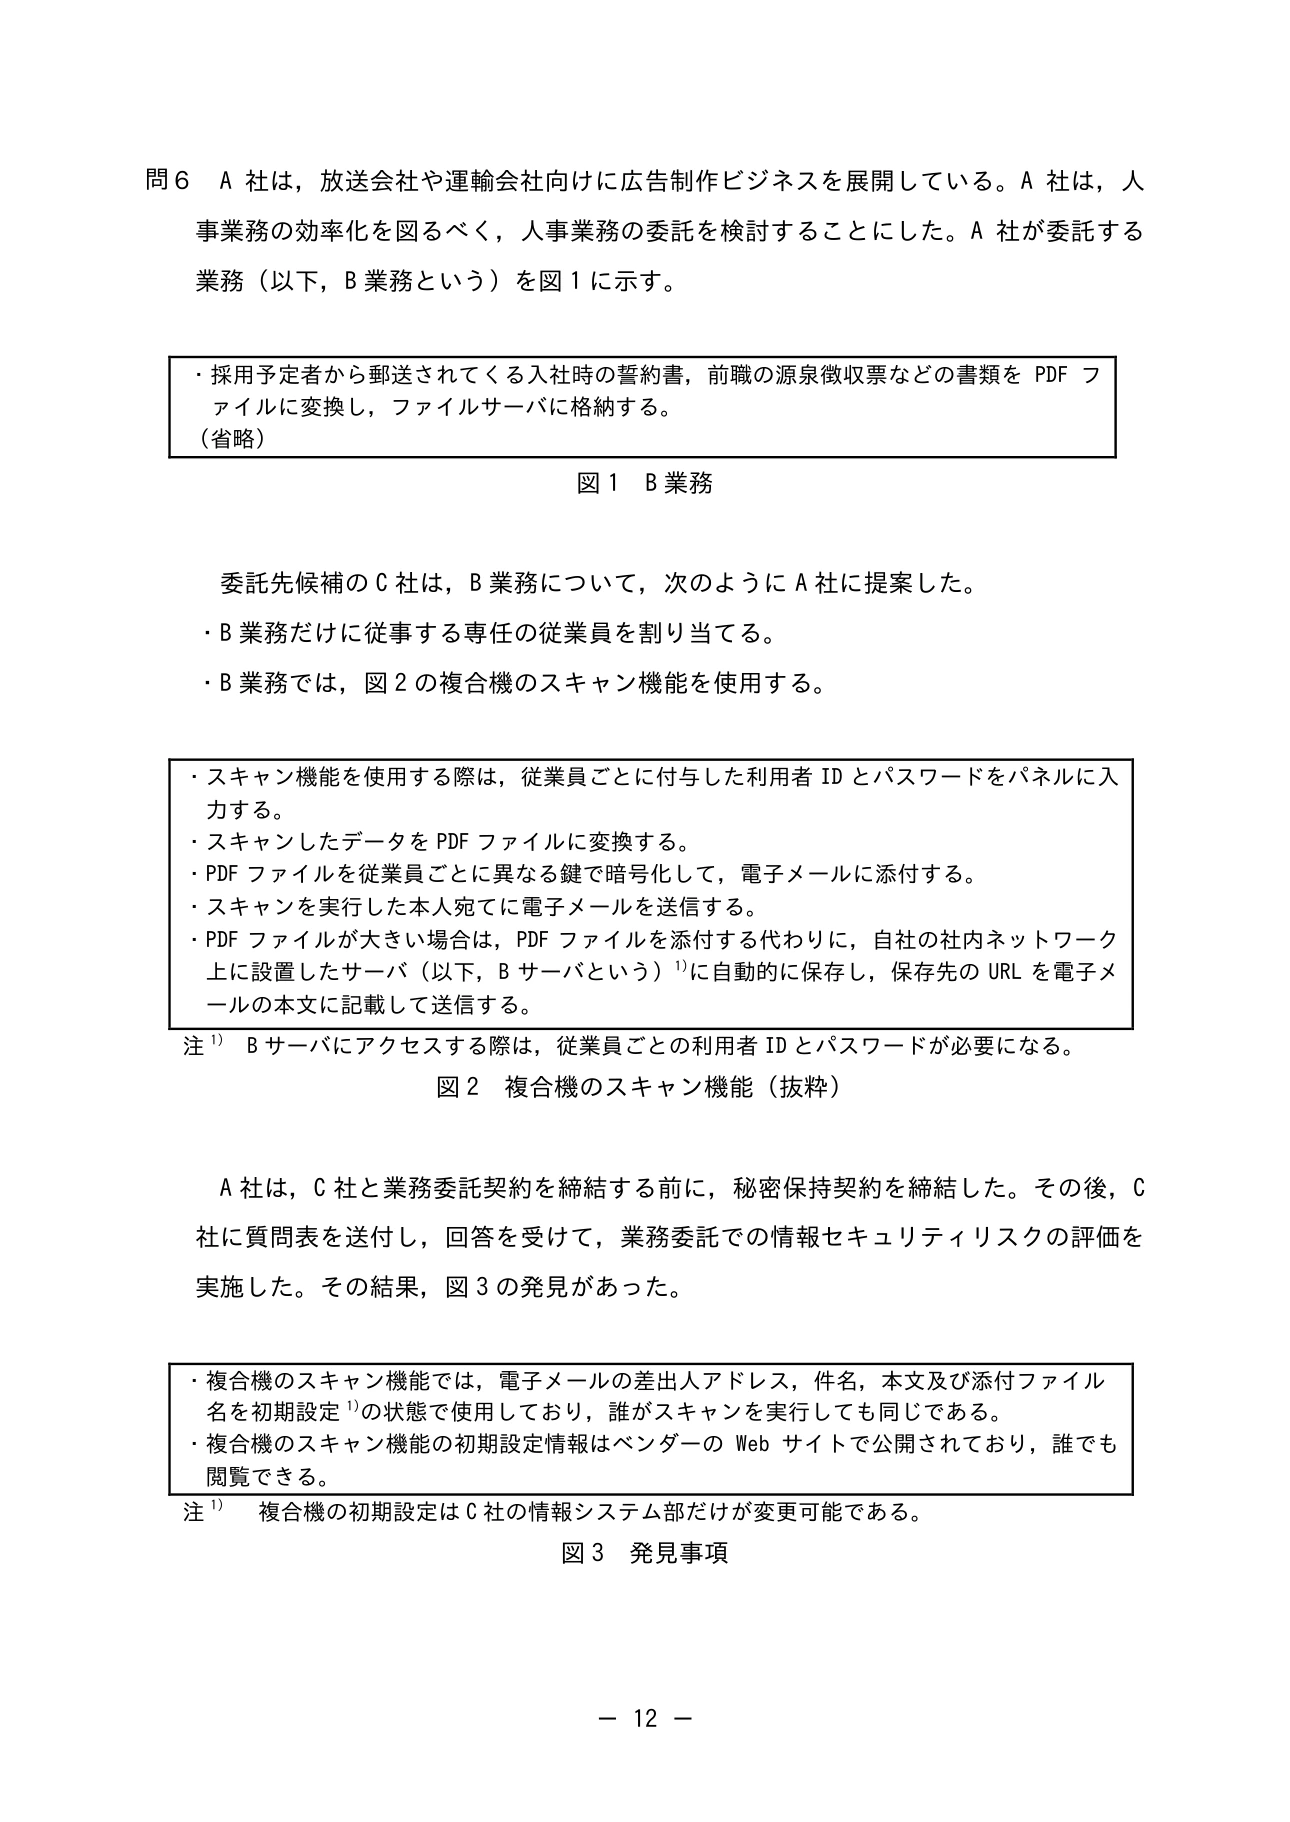 問6　A 社は，放送会社や運輸会社向けに広告制作ビジネスを展開している。A 社は，人
事業務の効率化を図るべく，人事業務の委託を検討することにした。A 社が委託する
業務（以下，B 業務という）を図 1 に示す。
・採用予定者から郵送されてくる入社時の誓約書，前職の源泉徴収票などの書類を PDF フ
ァイルに変換し，ファイルサーバに格納する。
（省略）
図 1　B 業務
委託先候補の C 社は，B 業務について，次のように A 社に提案した。
・B 業務だけに従事する専任の従業員を割り当てる。
・B 業務では，図 2 の複合機のスキャン機能を使用する。
・スキャン機能を使用する際は，従業員ごとに付与した利用者 ID とパスワードをパネルに入
力する。
・スキャンしたデータを PDF ファイルに変換する。
・PDF ファイルを従業員ごとに異なる鍵で暗号化して，電子メールに添付する。
・スキャンを実行した本人宛てに電子メールを送信する。
・PDF ファイルが大きい場合は，PDF ファイルを添付する代わりに，自社の社内ネットワーク
上に設置したサーバ（以下，B サーバという）1)に自動的に保存し，保存先の URL を電子メ
ールの本文に記載して送信する。
注 1)　B サーバにアクセスする際は，従業員ごとの利用者 ID とパスワードが必要になる。
図 2　複合機のスキャン機能（抜粋）
A 社は，C 社と業務委託契約を締結する前に，秘密保持契約を締結した。その後，C
社に質問表を送付し，回答を受けて，業務委託での情報セキュリティリスクの評価を
実施した。その結果，図 3 の発見があった。
・複合機のスキャン機能では，電子メールの差出人アドレス，件名，本文及び添付ファイル
名を初期設定 1)の状態で使用しており，誰がスキャンを実行しても同じである。
・複合機のスキャン機能の初期設定情報はベンダーの Web サイトで公開されており，誰でも
閲覧できる。
注 1)　複合機の初期設定は C 社の情報システム部だけが変更可能である。
図 3　発見事項
－ 12 －